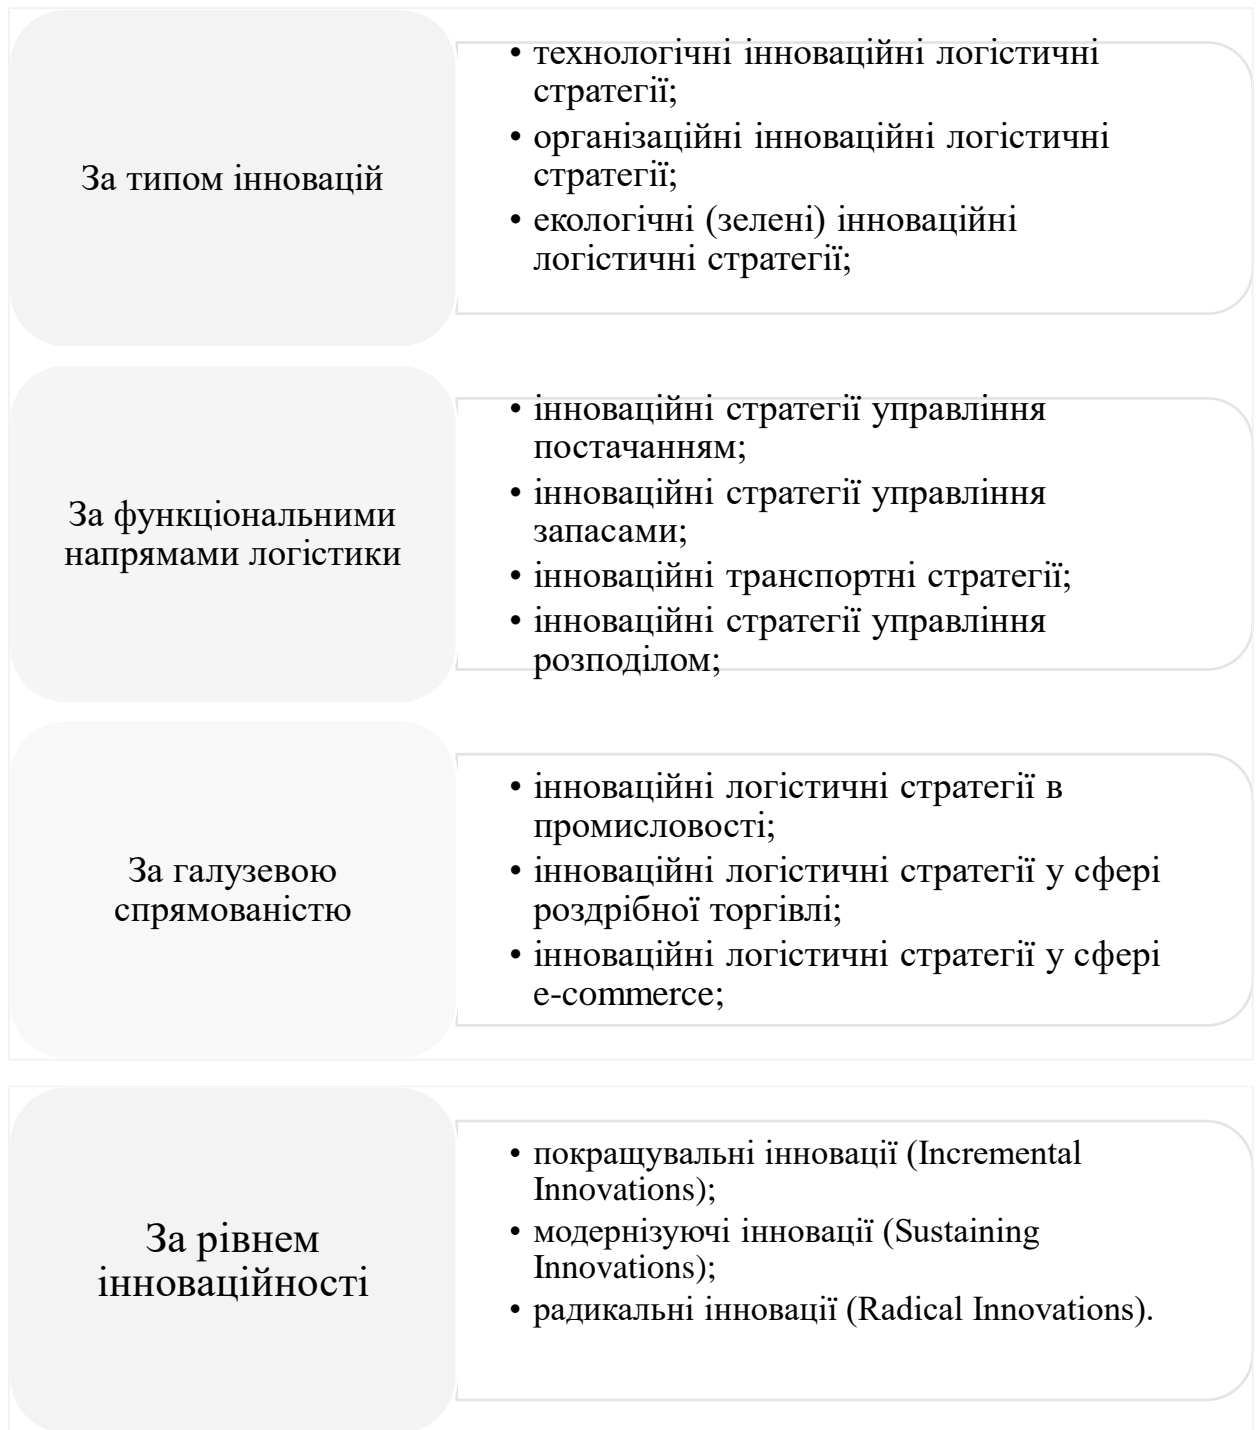 За типом інновацій
• технологічні інноваційні логістичні
стратегії;
• організаційні інноваційні логістичні
стратегії;
• екологічні (зелені) інноваційні
логістичні стратегії;
За функціональними
напрямами логістики
• інноваційні стратегії управління
постачанням;
• інноваційні стратегії управління
запасами;
• інноваційні транспортні стратегії;
• інноваційні стратегії управління
розподілом;
За галузевою
спрямованістю
• інноваційні логістичні стратегії в
промисловості;
• інноваційні логістичні стратегії у сфері
роздрібної торгівлі;
• інноваційні логістичні стратегії у сфері
e-commerce;
За рівнем
інноваційності
• покращувальні інновації (Incremental
Innovations);
• модернізуючі інновації (Sustaining
Innovations);
• радикальні інновації (Radical Innovations).